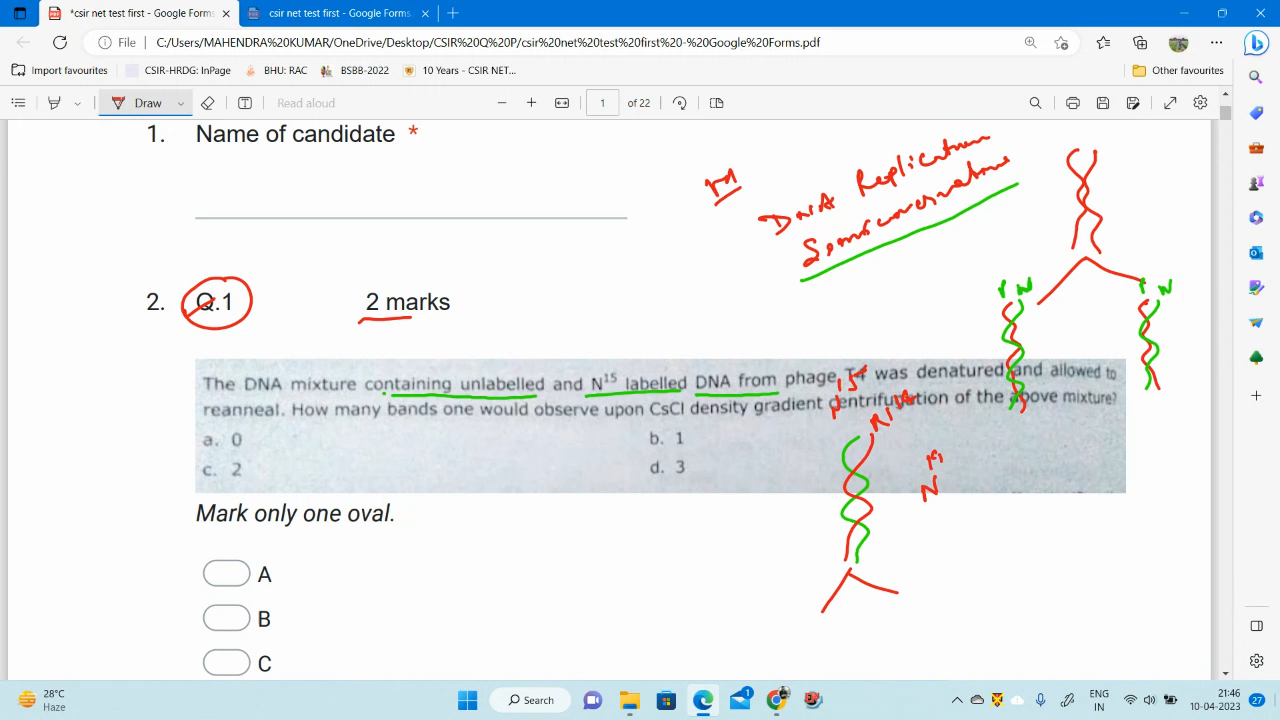 *csir net test first - Google Forms
csir net test first - Google Forms
File
C:/Users/MAHENDRA%20KUMAR/OneDrive/Desktop/CSIR%20Q%20P/csir%20net%20test%20first%20-%20Google%20Forms.pdf
Import favourites
CSIR-HRDG: InPage
BHU: RAC
BSBB-2022
10 Years - CSIR NET...
Other favourites
Draw
Read aloud
1
of 22
1. Name of candidate *
DNA Replication
Semiconservative
N
N
2. Q.1 2 marks
The DNA mixture containing unlabelled and N15 labelled DNA from phage T4 was denatured and allowed to
reanneal. How many bands one would observe upon CsCl density gradient centrifugation of the above mixture?
a. 0
b. 1
c. 2
d. 3
N15
N
Mark only one oval.
A
B
C
28°C
Haze
Search
1
ENG
IN
21:46
10-04-2023
27